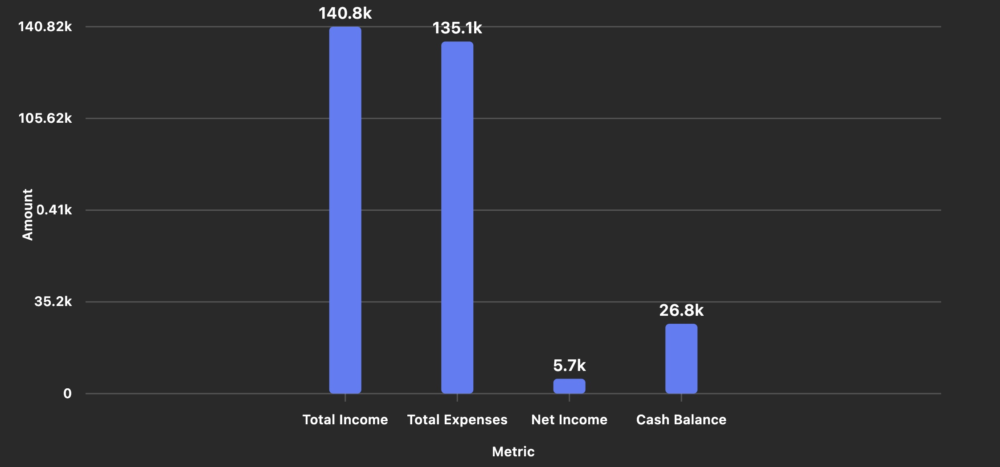 140.8k
140.82k
135.1k
105.62k
Amount
0.41k
35.2k
26.8k
5.7k
0
Total Income Total Expenses Net Income Cash Balance
Metric